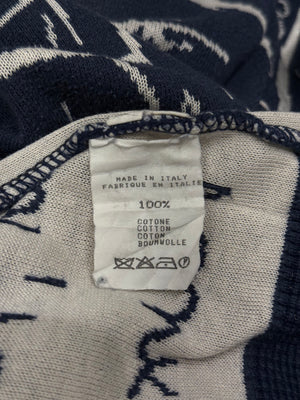 MADE IN ITALY
FABRIQUE EN ITALIE
100%
COTONE
COTTON
COTON
BOUMWOLLE